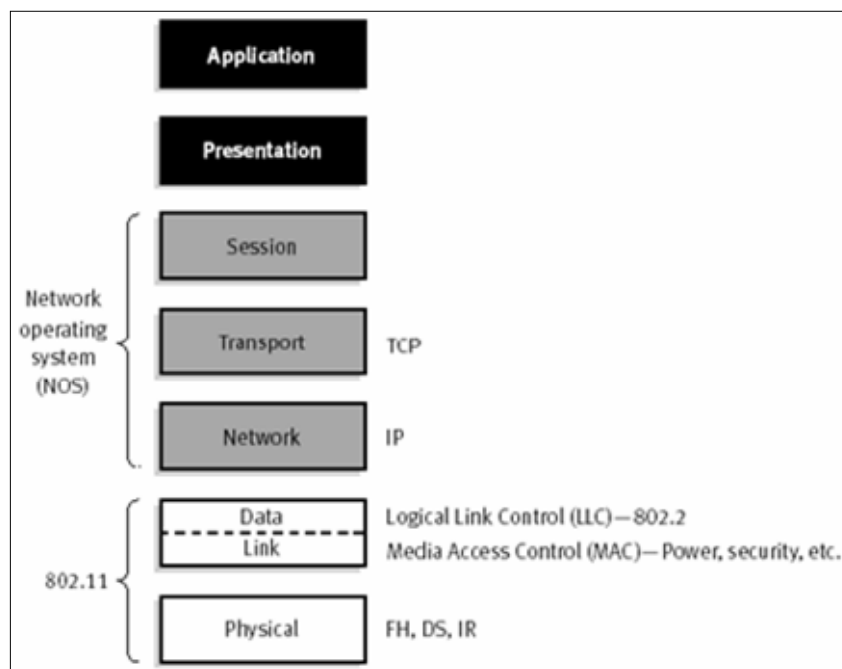 Application
Presentation
Session
Network
operating
system
(NOS)
Transport
TCP
Network
IP
Data
Logical Link Control (LLC)—802.2
Link
Media Access Control (MAC)—Power, security, etc.
802.11
Physical
FH, DS, IR